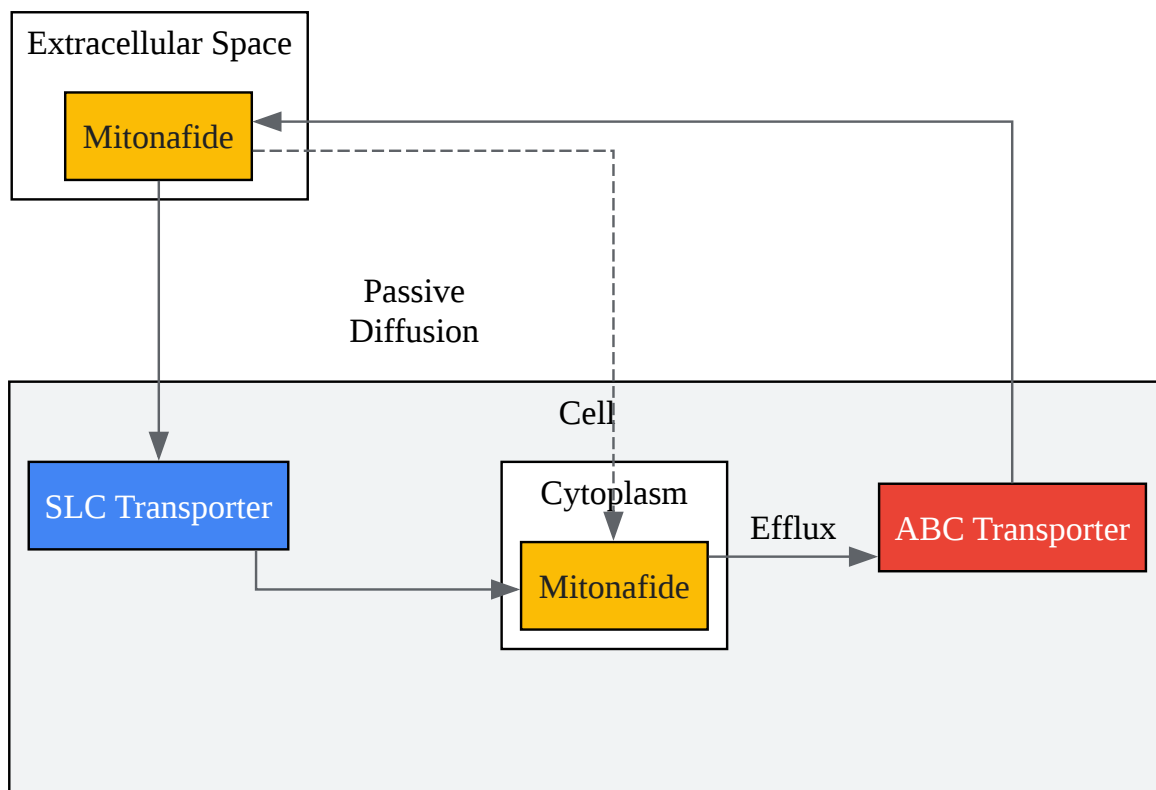 Extracellular Space
Mitonafide
Passive
Diffusion
Cell
SLC Transporter
Cytoplasm
Mitonafide
Efflux
ABC Transporter